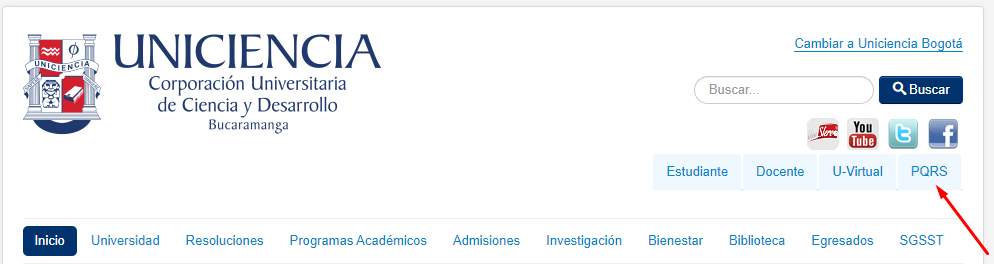 UNICIENCIA
UNICIENCIA
Corporación Universitaria
de Ciencia y Desarrollo
Bucaramanga
Cambiar a Uniciencia Bogotá
Buscar...
Buscar
You
Tube
t
f
Estudiante
Docente
U-Virtual
PQRS
Inicio
Universidad
Resoluciones
Programas Académicos
Admisiones
Investigación
Bienestar
Biblioteca
Egresados
SGSST